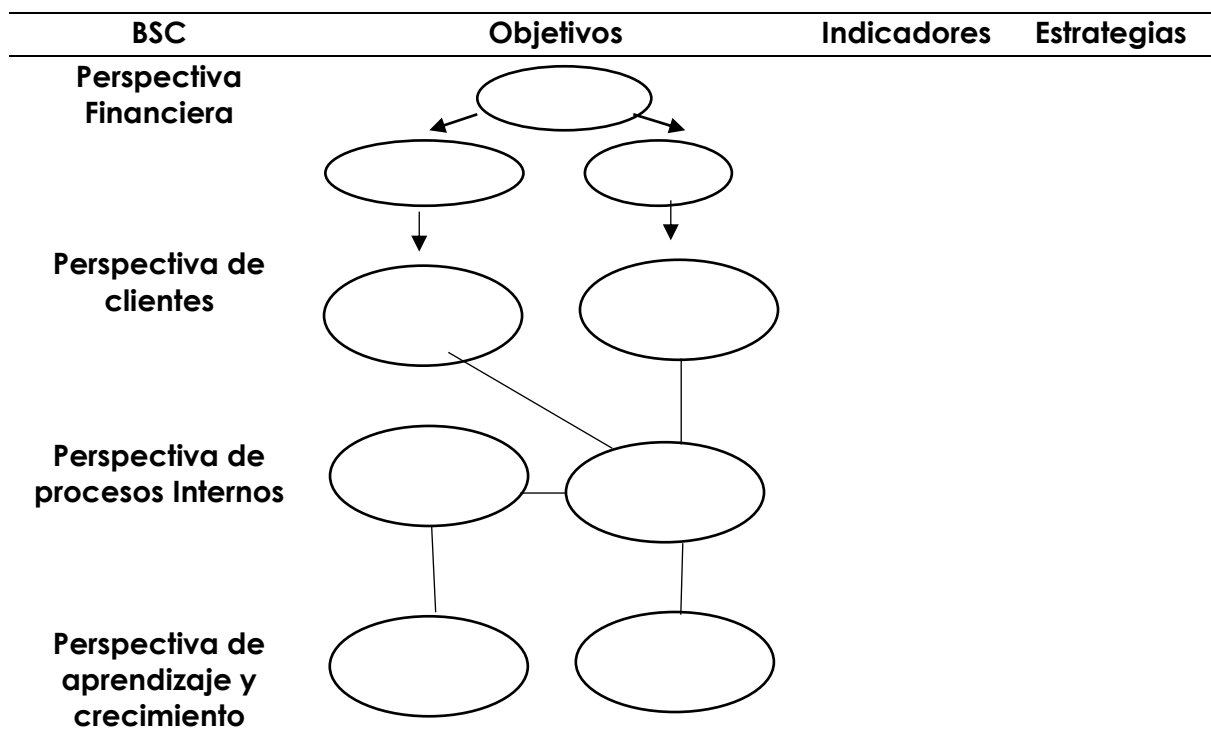 BSC Objetivos Indicadores Estrategias
Perspectiva
Financiera
Perspectiva de
clientes
Perspectiva de
procesos Internos
Perspectiva de
aprendizaje y
crecimiento